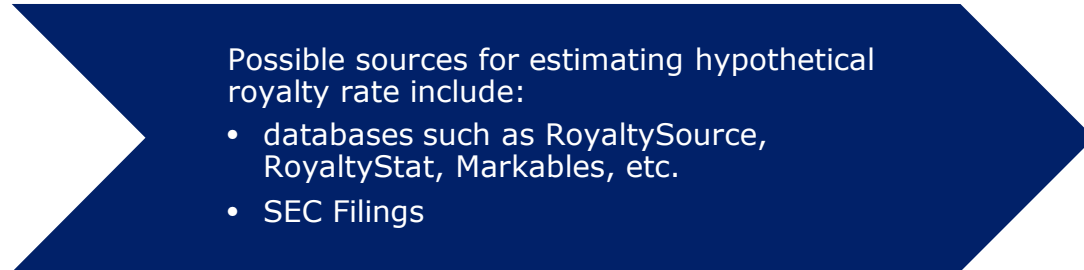 Possible sources for estimating hypothetical
royalty rate include:
• databases such as RoyaltySource,
RoyaltyStat, Markables, etc.
• SEC Filings